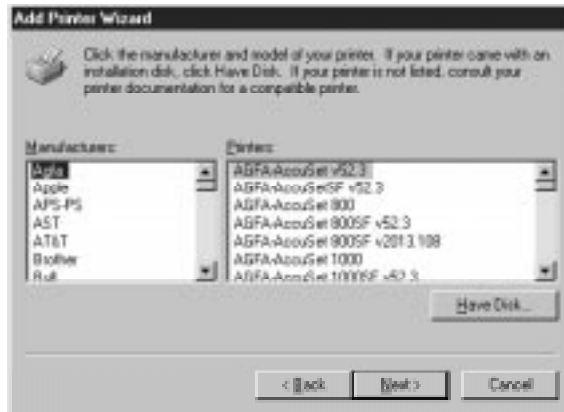 Add Printer Wizard
Click the manufacturer and model of your printer. If your printer came with an
installation disk, click Have Disk. If your printer is not listed, consult your
printer documentation for a compatible printer.
Manufacturers:
Agfa
Apple
APS-PS
AST
AT&T
Brother
Bull
Printers:
AGFA-AccuSet v52.3
AGFA-AccuSetSF v52.3
AGFA-AccuSet 800
AGFA-AccuSet 800SF v52.3
AGFA-AccuSet 800SF v2013.108
AGFA-AccuSet 1000
AGFA-AccuSet 1000SF v52.3
Have Disk...
< Back
Next >
Cancel